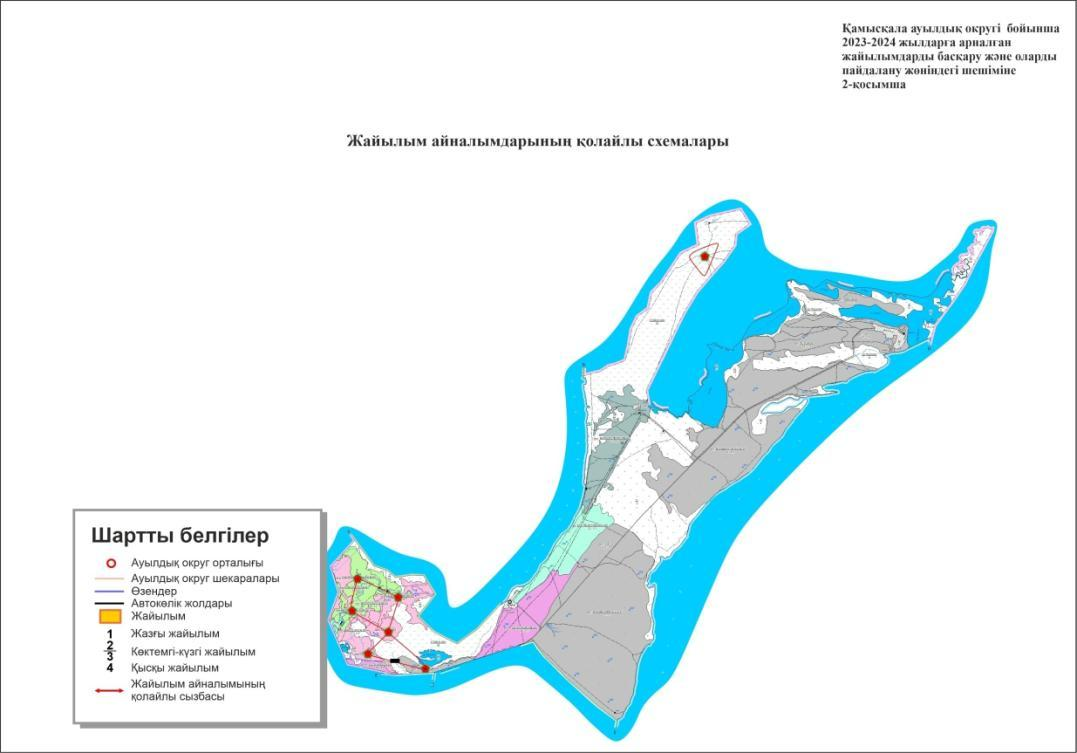 Қамысқала ауылдық округі бойынша
2023-2024 жылдарға арналған
жайылымдарды басқару және оларды
пайдалану жөніндегі шешіміне
2-қосымша
Жайылым айналымдарының қолайлы схемалары
Шартты белгілер
Ауылдық округ орталығы
Ауылдық округ шекаралары
Өзендер
Автокөлік жолдары
Жайылым
1 Жазғы жайылым
2
3 Көктемгі-күзгі жайылым
4 Қысқы жайылым
Жайылым айналымының
қолайлы сызбасы